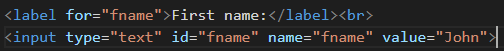 <label for="fname">First name:</label><br>
<input type="text" id="fname" name="fname" value="John">